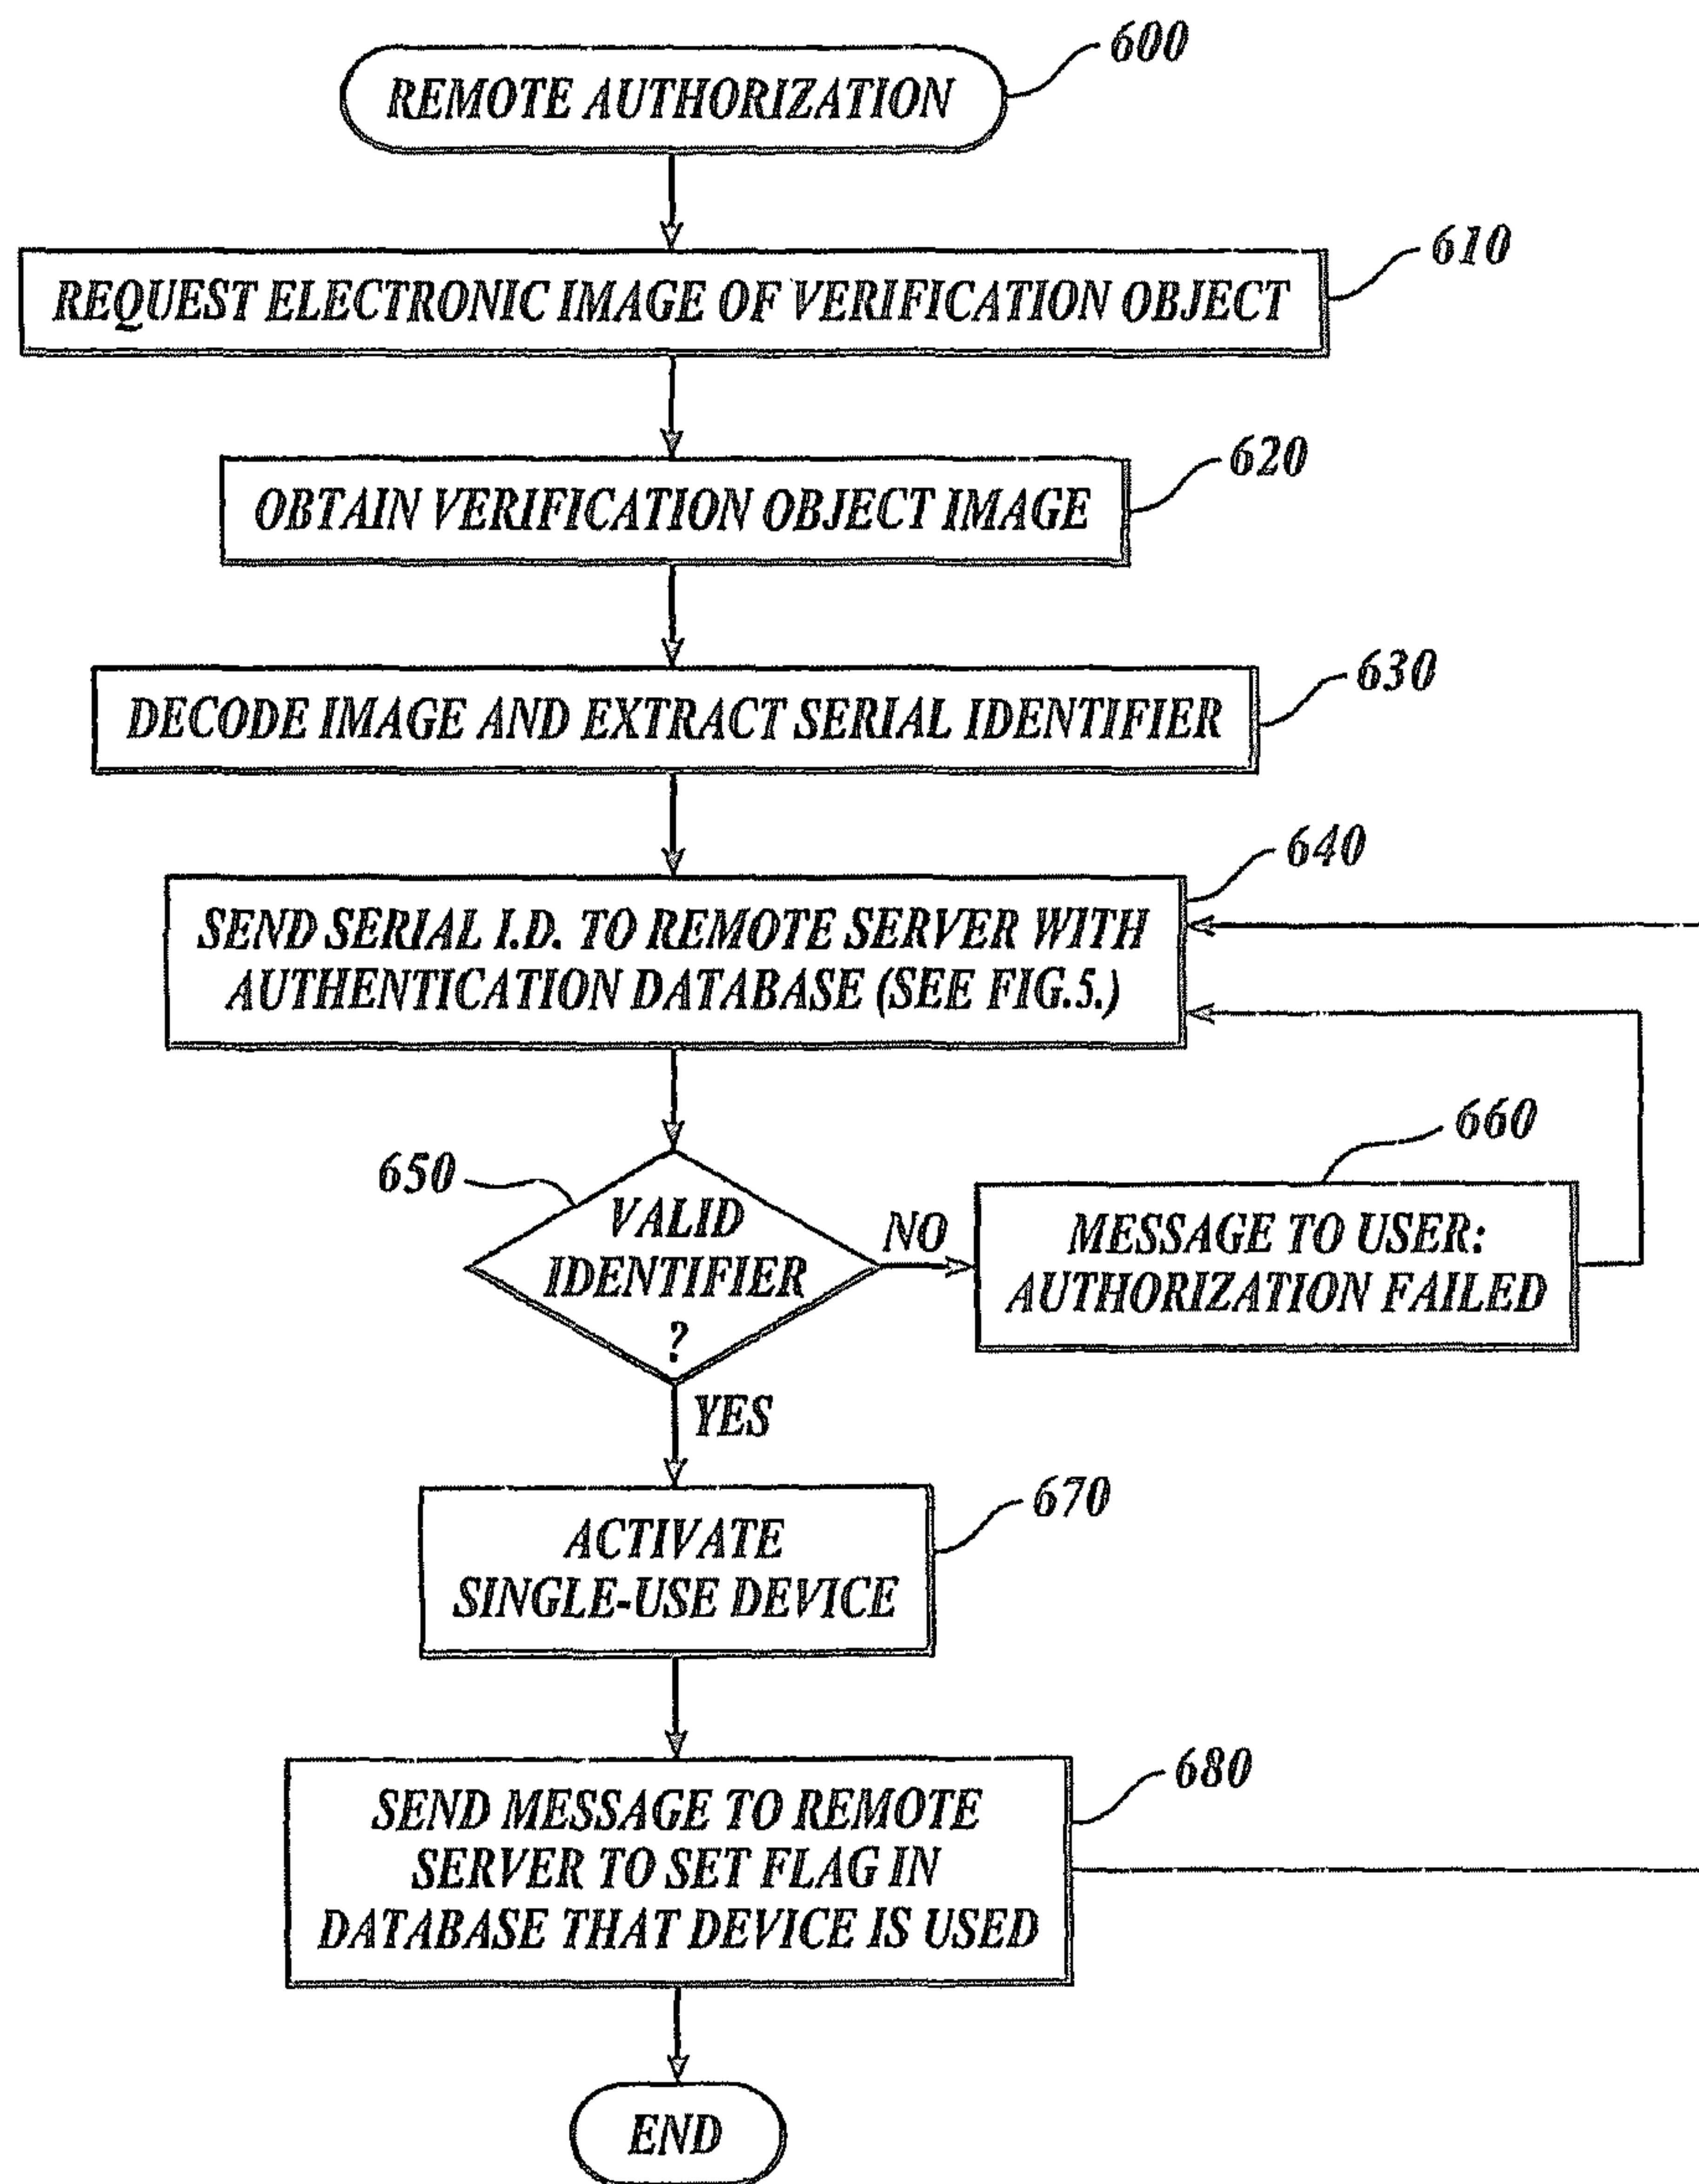 REMOTE AUTHORIZATION
600
REQUEST ELECTRONIC IMAGE OF VERIFICATION OBJECT
610
OBTAIN VERIFICATION OBJECT IMAGE
620
DECODE IMAGE AND EXTRACT SERIAL IDENTIFIER
630
SEND SERIAL I.D. TO REMOTE SERVER WITH
AUTHENTICATION DATABASE (SEE FIG.5.)
640
650
VALID
IDENTIFIER
?
NO
YES
660
MESSAGE TO USER:
AUTHORIZATION FAILED
ACTIVATE
SINGLE-USE DEVICE
670
SEND MESSAGE TO REMOTE
SERVER TO SET FLAG IN
DATABASE THAT DEVICE IS USED
680
END